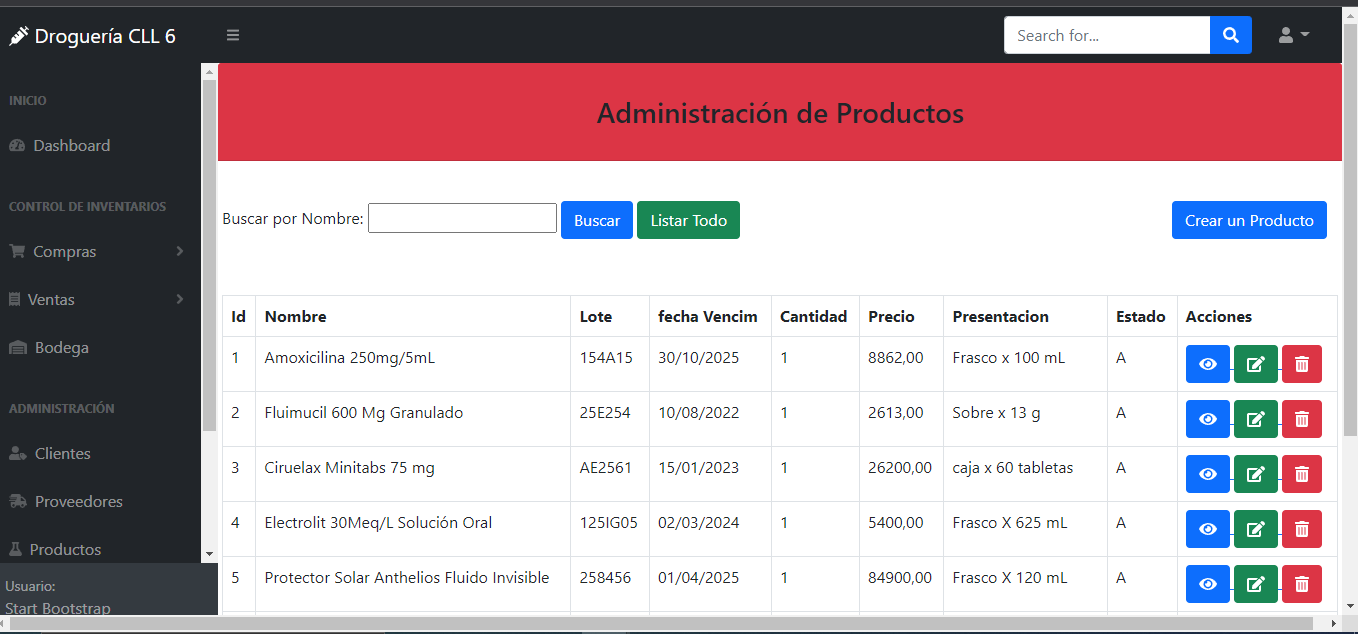 Droguería CLL 6
Search for...
INICIO
Dashboard
CONTROL DE INVENTARIOS
Compras
Ventas
Bodega
ADMINISTRACIÓN
Clientes
Proveedores
Productos
Usuario:
Start Bootstrap
Administración de Productos
Buscar por Nombre: Buscar Listar Todo Crear un Producto
Id Nombre Lote fecha Vencim Cantidad Precio Presentacion Estado Acciones
1 Amoxicilina 250mg/5mL 154A15 30/10/2025 1 8862,00 Frasco x 100 mL A
2 Fluimucil 600 Mg Granulado 25E254 10/08/2022 1 2613,00 Sobre x 13 g A
3 Ciruelax Minitabs 75 mg AE2561 15/01/2023 1 26200,00 caja x 60 tabletas A
4 Electrolit 30Meq/L Solución Oral 125IG05 02/03/2024 1 5400,00 Frasco X 625 mL A
5 Protector Solar Anthelios Fluido Invisible 258456 01/04/2025 1 84900,00 Frasco X 120 mL A